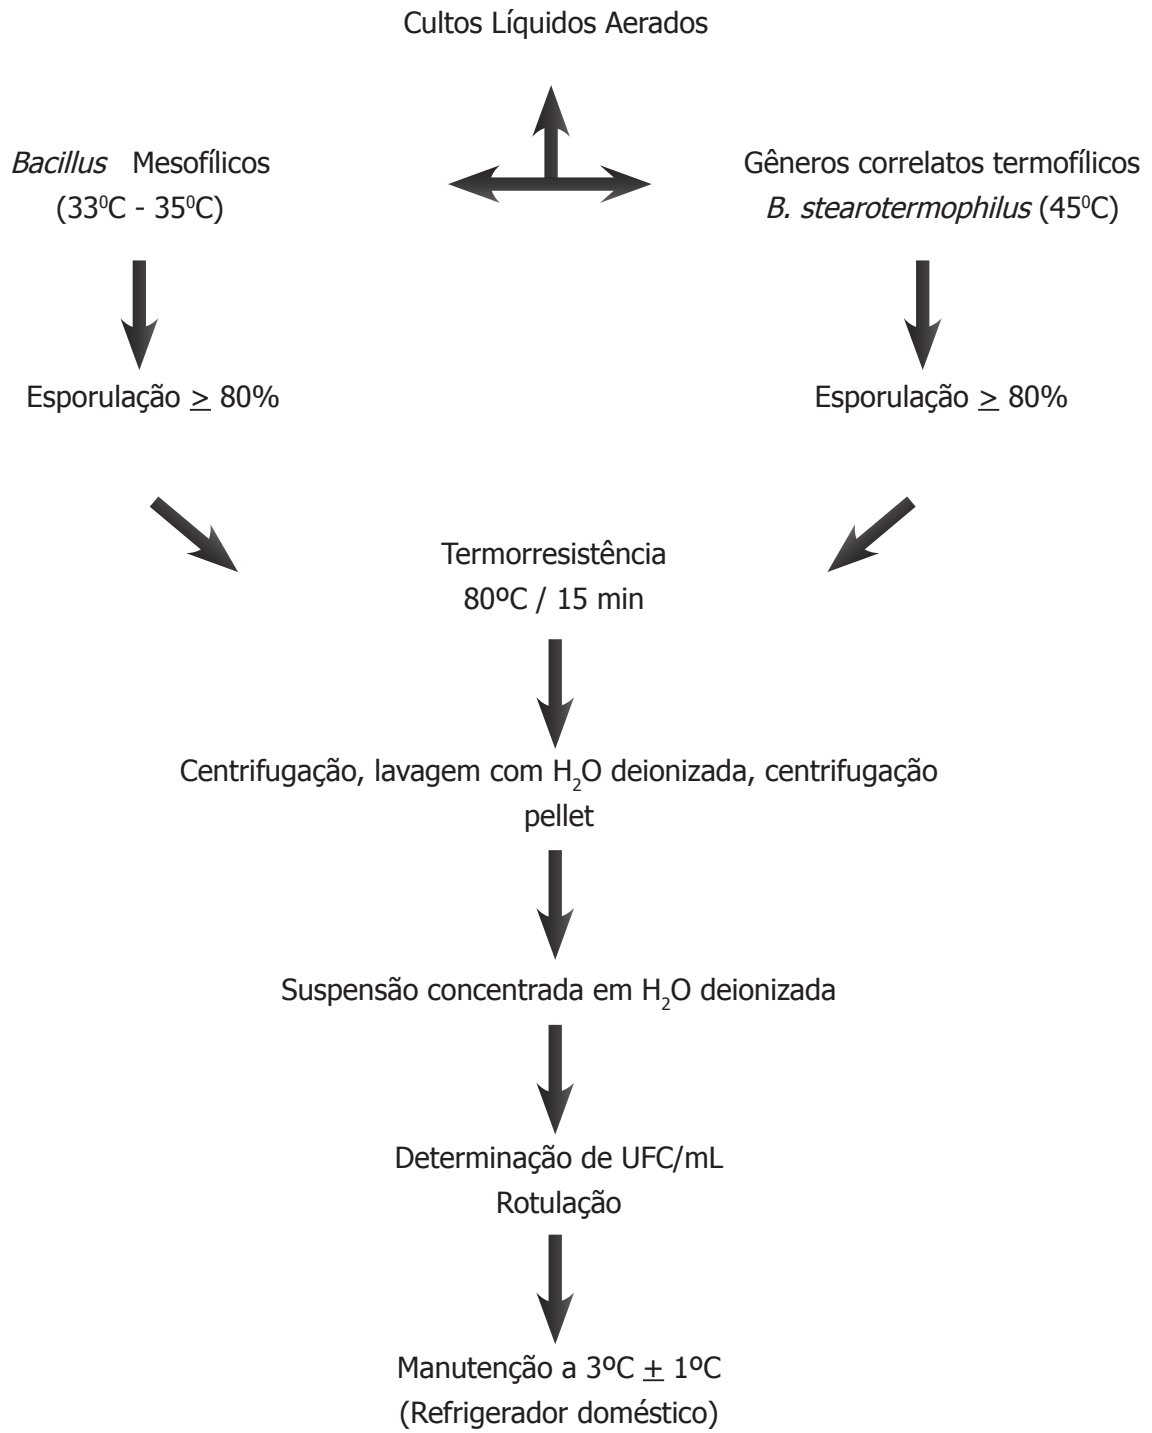 Cultos Líquidos Aerados
Bacillus Mesofílicos
(33⁰C - 35⁰C)
Gêneros correlatos termofílicos
B. stearotermophilus (45⁰C)
Esporulação ≥ 80%
Esporulação ≥ 80%
Termorresistência
80ºC / 15 min
Centrifugação, lavagem com H₂O deionizada, centrifugação
pellet
Suspensão concentrada em H₂O deionizada
Determinação de UFC/mL
Rotulação
Manutenção a 3ºC ± 1ºC
(Refrigerador doméstico)